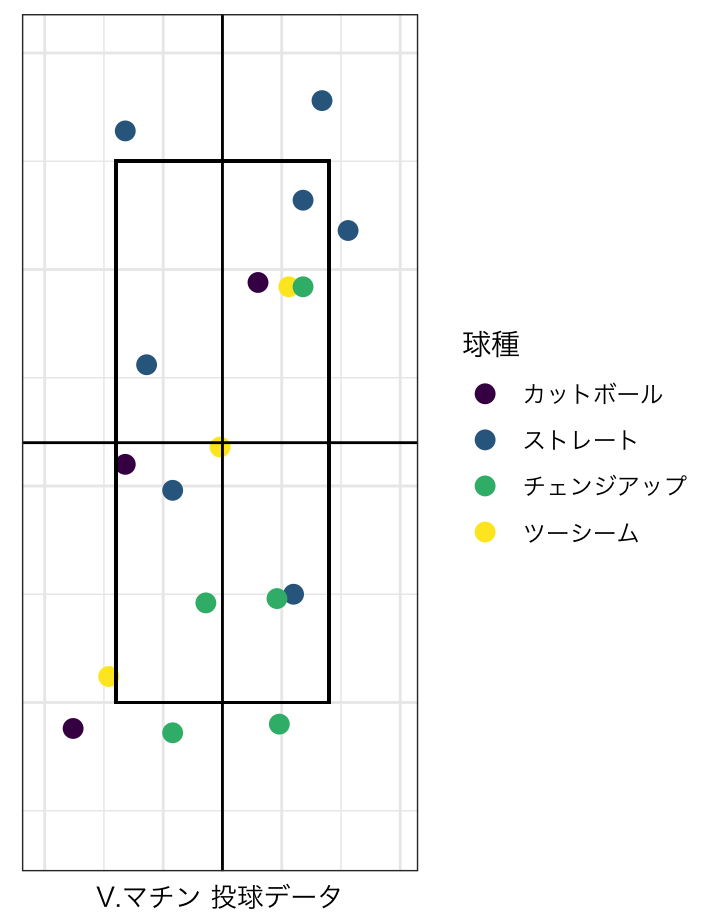 球種
カットボール
ストレート
チェンジアップ
ツーシーム
V.マチン 投球データ